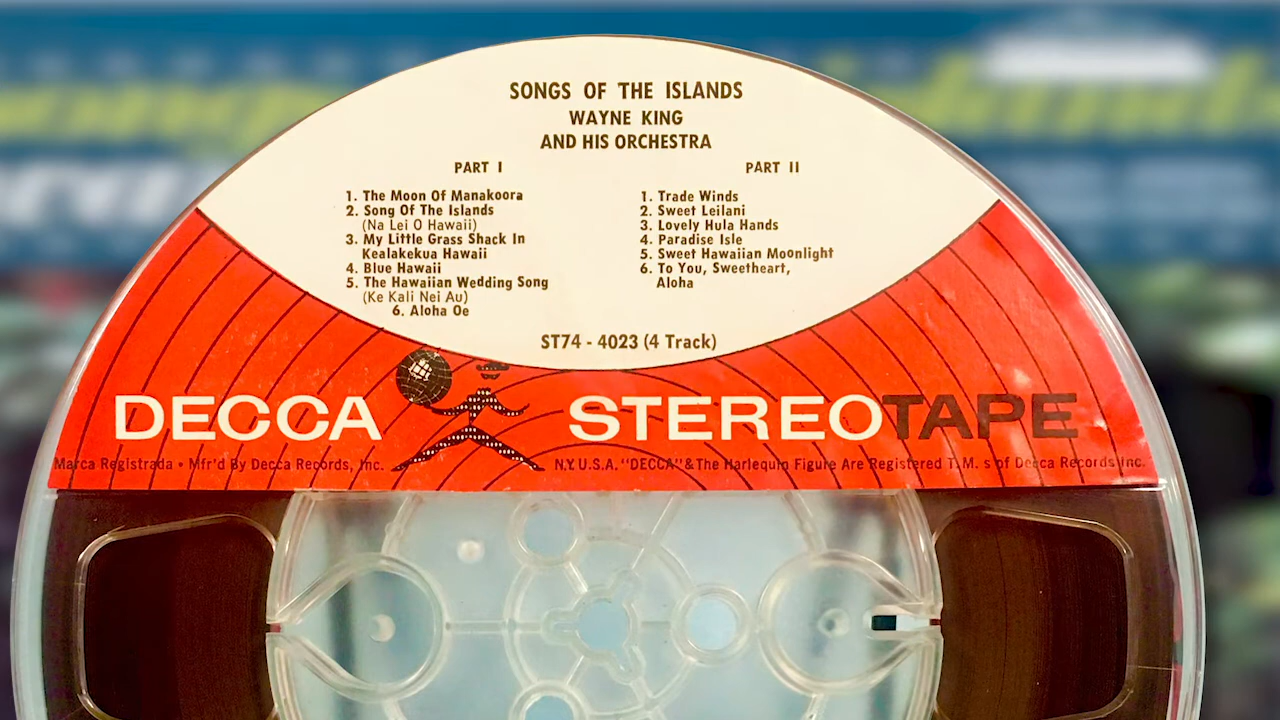 SONGS OF THE ISLANDS
WAYNE KING
AND HIS ORCHESTRA
PART I
1. The Moon Of Manakoora
2. Song Of The Islands
(Na Lei O Hawaii)
3. My Little Grass Shack In
Kealakekua Hawaii
4. Blue Hawaii
5. The Hawaiian Wedding Song
(Ke Kali Nei Au)
6. Aloha Oe
PART II
1. Trade Winds
2. Sweet Leilani
3. Lovely Hula Hands
4. Paradise Isle
5. Sweet Hawaiian Moonlight
6. To You, Sweetheart,
Aloha
ST74 - 4023 (4 Track)
DECCA STEREOTAPE
Marca Registrada • Mfr'd By Decca Records, Inc. N.Y. U.S.A. "DECCA" & The Harlequin Figure Are Registered T.M. s of Decca Records Inc.